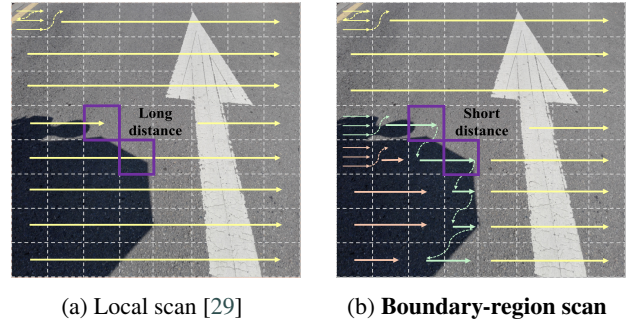 Long
distance
Short
distance
(a) Local scan [29]
(b) Boundary-region scan